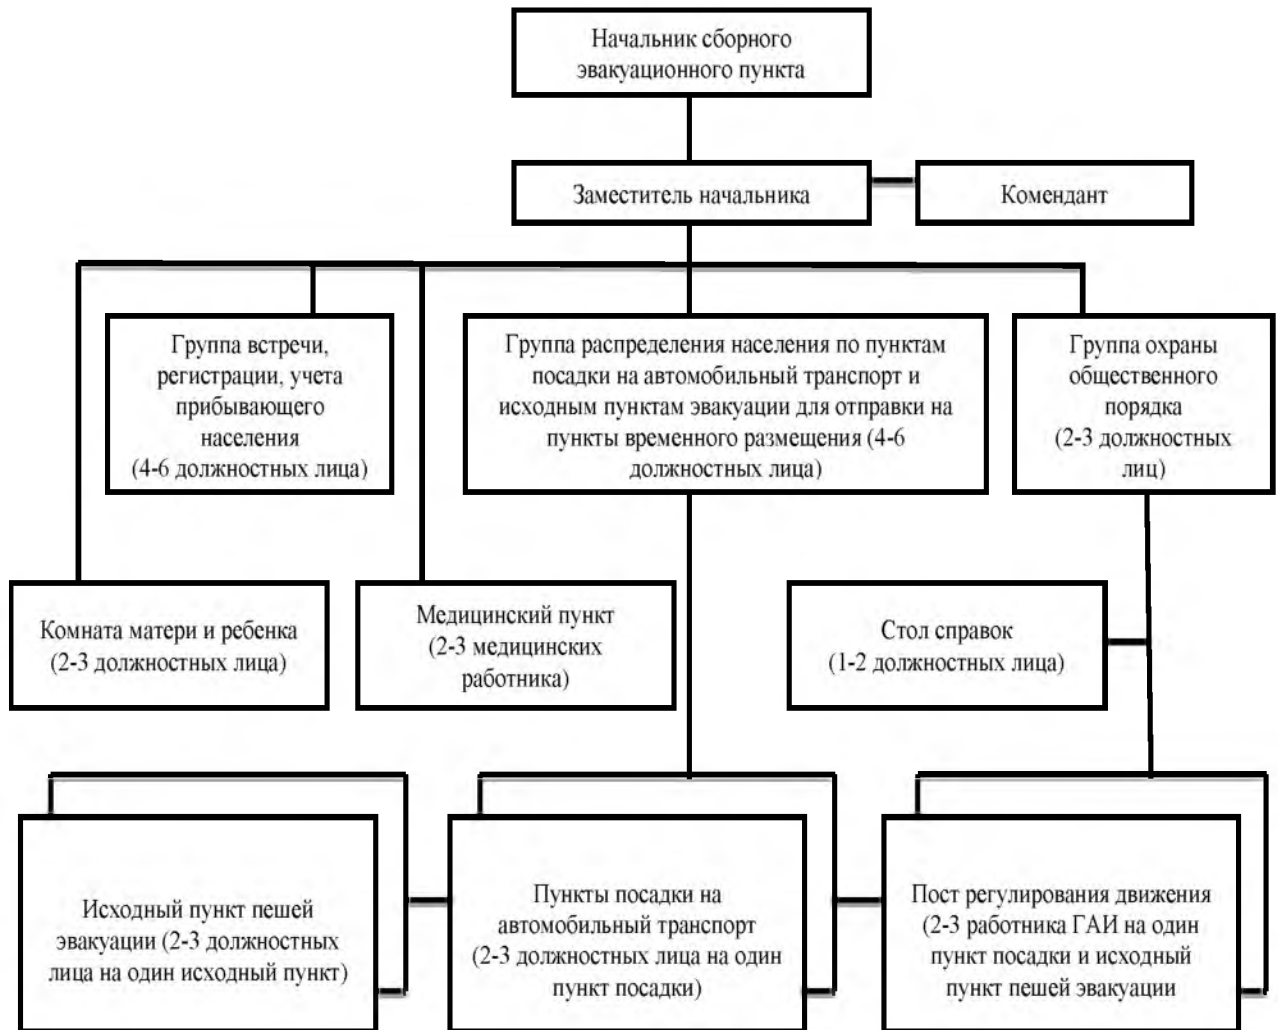 Начальник сборного
эвакуационного пункта
Заместитель начальника
Комендант
Группа встречи,
регистрации, учета
прибывающего
населения
(4-6 должностных лица)
Группа распределения населения по пунктам
посадки на автомобильный транспорт и
исходным пунктам эвакуации для отправки на
пункты временного размещения (4-6
должностных лица)
Группа охраны
общественного
порядка
(2-3 должностных
лиц)
Комната матери и ребенка
(2-3 должностных лица)
Медицинский пункт
(2-3 медицинских
работника)
Стол справок
(1-2 должностных лица)
Исходный пункт пешей
эвакуации (2-3 должностных
лица на один исходный пункт)
Пункты посадки на
автомобильный транспорт
(2-3 должностных лица на один
пункт посадки)
Пост регулирования движения
(2-3 работника ГАИ на один
пункт посадки и исходный
пункт пешей эвакуации